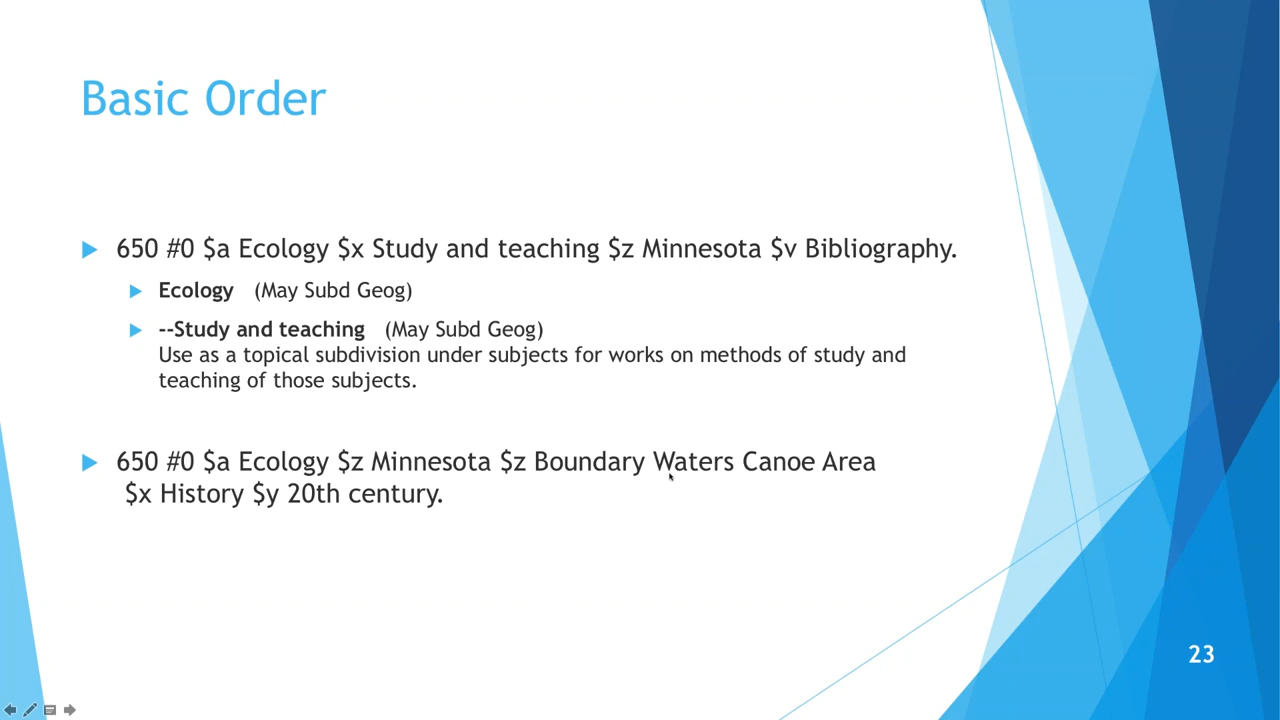 Basic Order
650 #0 $a Ecology $x Study and teaching $z Minnesota $v Bibliography.
Ecology (May Subd Geog)
--Study and teaching (May Subd Geog)
Use as a topical subdivision under subjects for works on methods of study and
teaching of those subjects.
650 #0 $a Ecology $z Minnesota $z Boundary Waters Canoe Area
$x History $y 20th century.
23